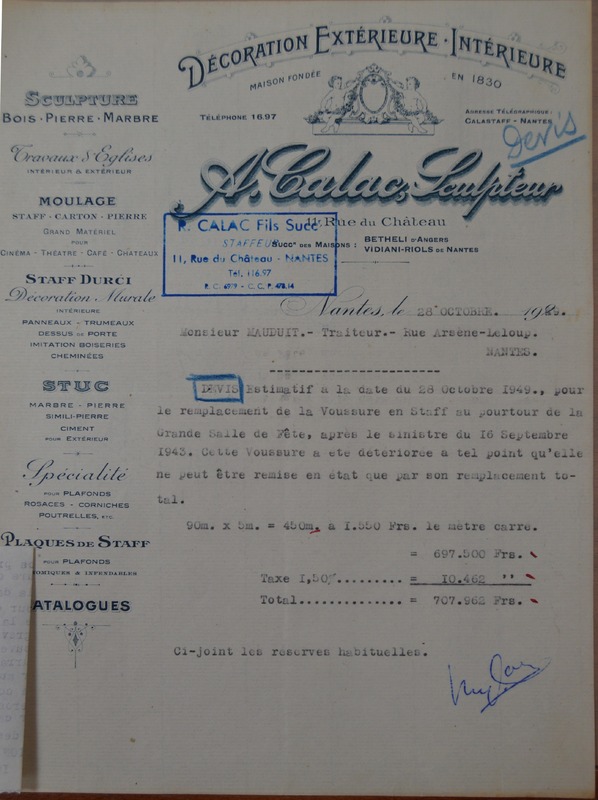 DÉCORATION EXTÉRIEURE · INTÉRIEURE
MAISON FONDÉE EN 1830
TÉLÉPHONE 16.97
ADRESSE TÉLÉGRAPHIQUE :
CALASTAFF - NANTES
Devis
A. Calac, Sculpteur
11, Rue du Château
SUCC.rs DES MAISONS : BETHELI D'ANGERS
VIDIANI-RIOLS DE NANTES
R. CALAC Fils Succ.
STAFFEUR
11, Rue du Château - NANTES
Tél. 116.97
R. C. 6979 - C. C. P. 478.14
SCULPTURE
BOIS · PIERRE · MARBRE
Travaux d'Eglises
INTÉRIEUR & EXTÉRIEUR
MOULAGE
STAFF - CARTON - PIERRE
GRAND MATÉRIEL
POUR
CINÉMA - THÉATRE - CAFÉ - CHATEAUX
STAFF DURCI
Décoration Murale
INTÉRIEURE
PANNEAUX - TRUMEAUX
DESSUS DE PORTE
IMITATION BOISERIES
CHEMINÉES
STUC
MARBRE - PIERRE
SIMILI-PIERRE
CIMENT
POUR EXTÉRIEUR
Spécialité
POUR PLAFONDS
ROSACES - CORNICHES
POUTRELLES, ETC.
PLAQUES DE STAFF
POUR PLAFONDS
OMIQUES & INFENDABLES
ATALOGUES
Nantes, le 28 OCTOBRE. 1949.
Monsieur MAUDUIT.- Traiteur.- Rue Arsène-Leloup.
NANTES.
DEVIS Estimatif à la date du 28 Octobre 1949., pour
le remplacement de la Voussure en Staff au pourtour de la
Grande Salle de Fête, après le sinistre du 16 Septembre
1943. Cette Voussure a été détériorée à tel point qu'elle
ne peut être remise en état que par son remplacement to-
tal.
90m. x 5m. = 450m. à 1.550 Frs. le mètre carré.
= 697.500 Frs.
Taxe 1,50%......... = 10.462 "
Total.............. = 707.962 Frs.
Ci-joint les réserves habituelles.